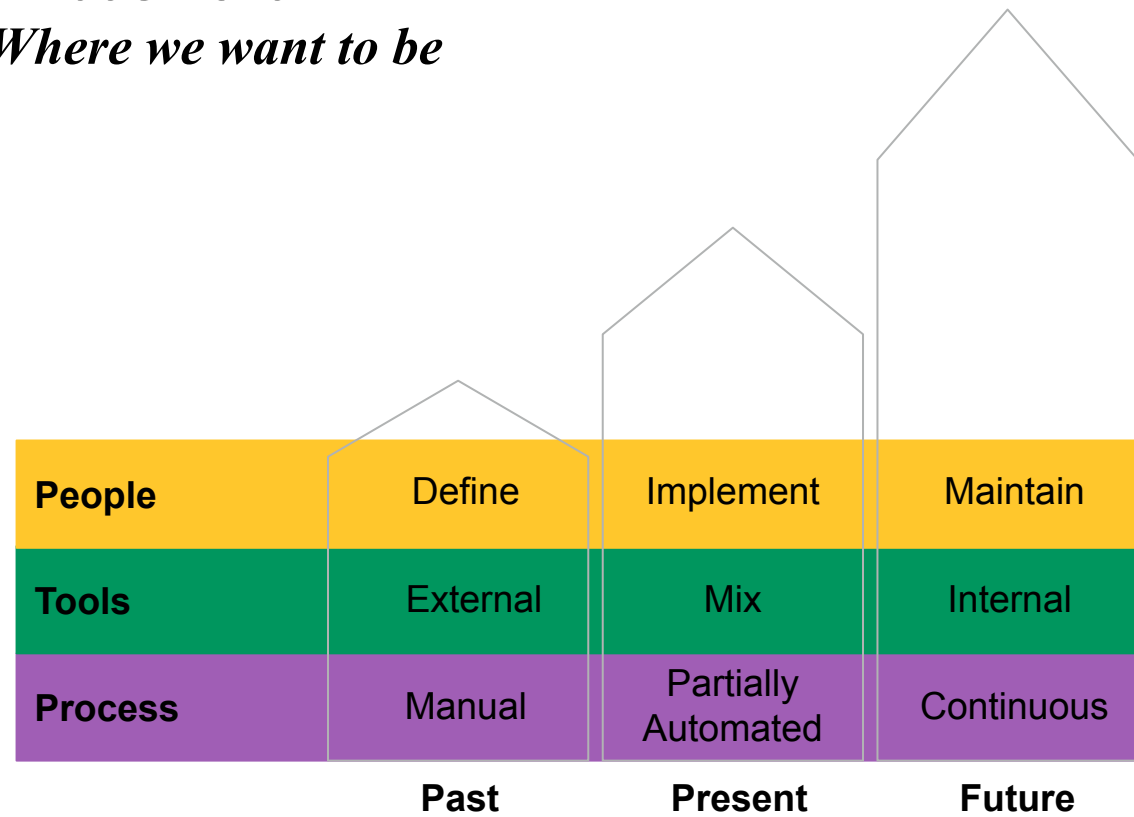 Where we want to be
People Define Implement Maintain
Tools External Mix Internal
Process Manual Partially
Automated Continuous
Past Present Future